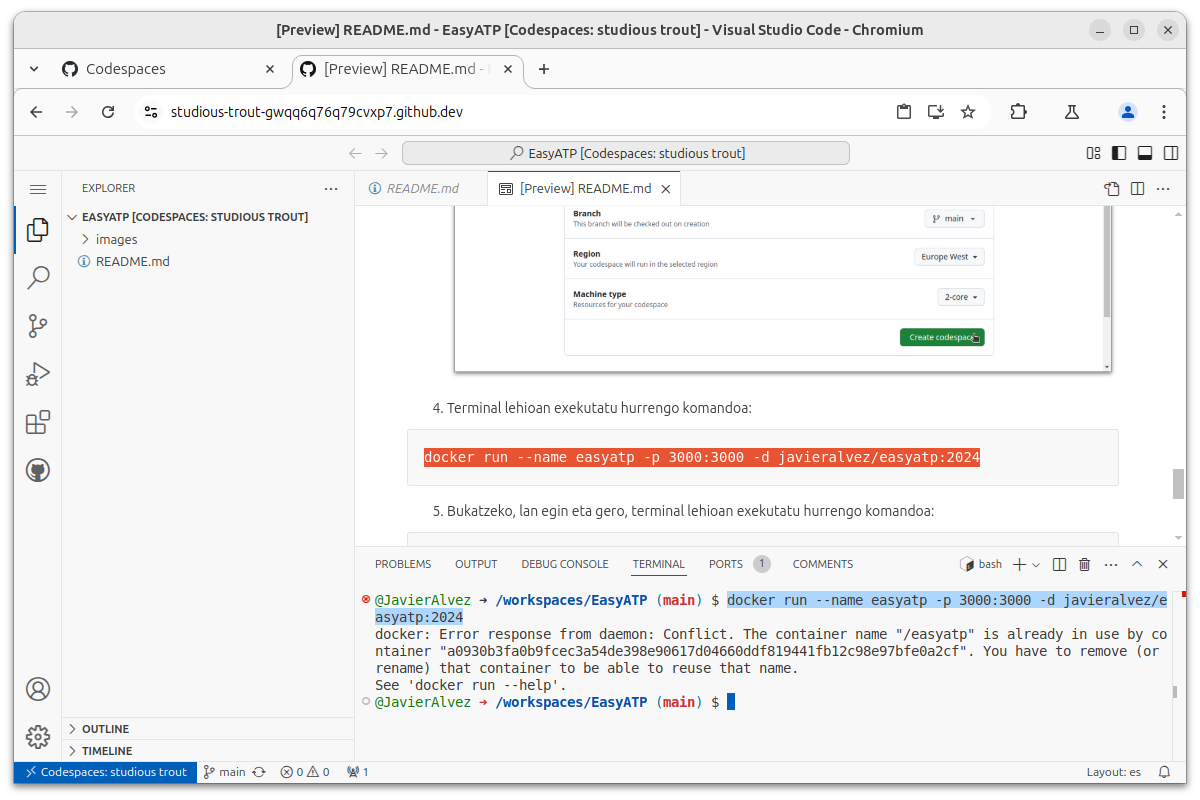 [Preview] README.md - EasyATP [Codespaces: studious trout] - Visual Studio Code - Chromium
Codespaces
[Preview] README.md -
studious-trout-gwqq6q76q79cvxp7.github.dev
EasyATP [Codespaces: studious trout]
EXPLORER
README.md
[Preview] README.md
EASYATP [CODESPACES: STUDIOUS TROUT]
images
README.md
Branch
This branch will be checked out on creation
main
Region
Your codespace will run in the selected region
Europe West
Machine type
Resources for your codespace
2-core
Create codespace
4. Terminal lehioan exekutatu hurrengo komandoa:
docker run --name easyatp -p 3000:3000 -d javieralvez/easyatp:2024
5. Bukatzeko, lan egin eta gero, terminal lehioan exekutatu hurrengo komandoa:
PROBLEMS OUTPUT DEBUG CONSOLE TERMINAL PORTS 1 COMMENTS
bash
@JavierAlvez ➜ /workspaces/EasyATP (main) $ docker run --name easyatp -p 3000:3000 -d javieralvez/e
asyatp:2024
docker: Error response from daemon: Conflict. The container name "/easyatp" is already in use by co
ntainer "a0930b3fa0b9fcec3a54de398e90617d04660ddf819441fb12c98e97bfe0a2cf". You have to remove (or
rename) that container to be able to reuse that name.
See 'docker run --help'.
@JavierAlvez ➜ /workspaces/EasyATP (main) $
OUTLINE
TIMELINE
Codespaces: studious trout
main
0 0
1
Layout: es